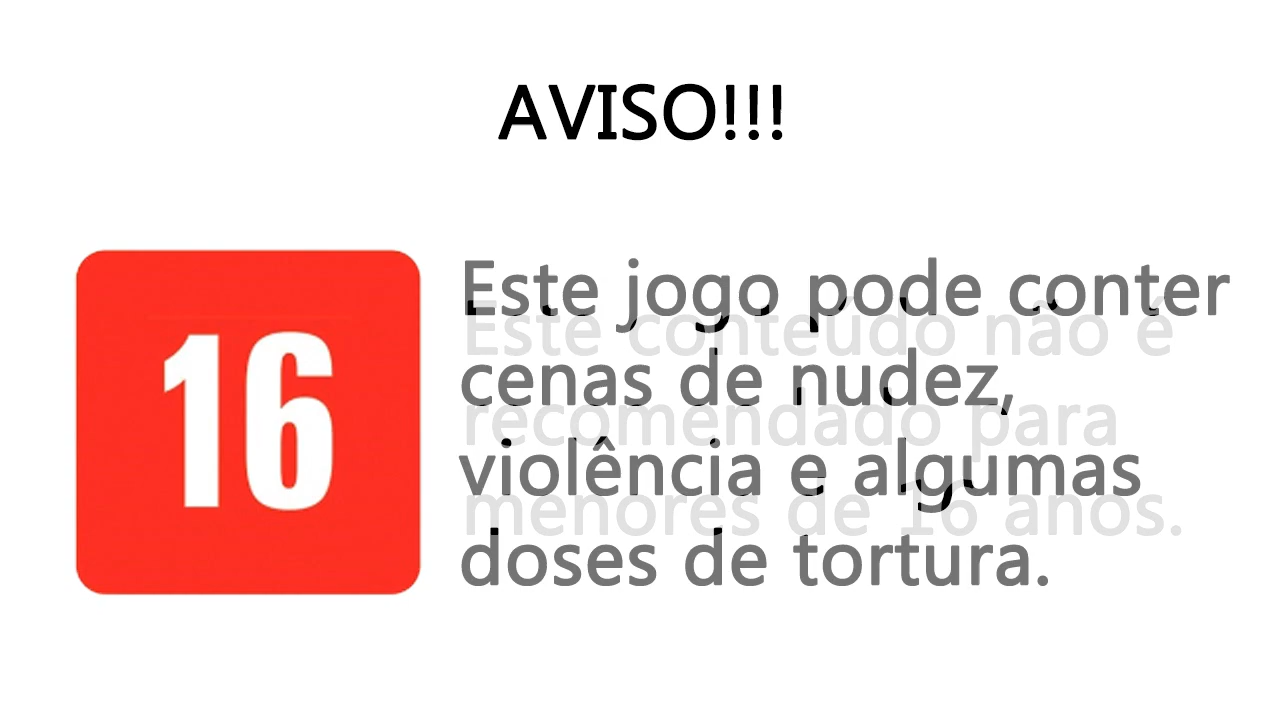 AVISO!!!
16
Este jogo pode conter
cenas de nudez,
violência e algumas
doses de tortura.
Este conteúdo não é
recomendado para
menores de 16 anos.